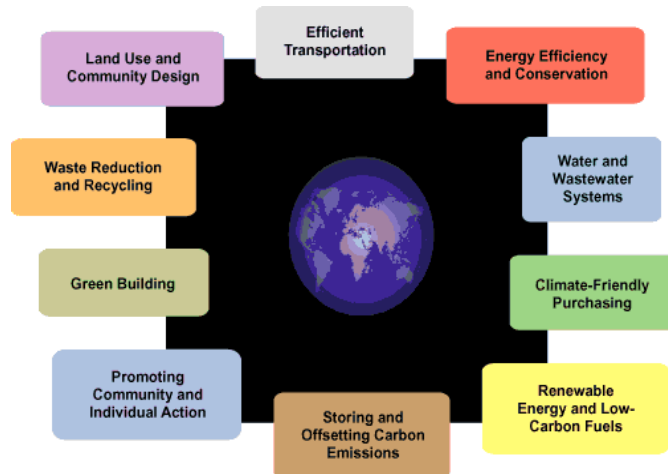 Efficient
Transportation
Land Use and
Community Design
Energy Efficiency
and Conservation
Waste Reduction
and Recycling
Water and
Wastewater
Systems
Green Building
Climate-Friendly
Purchasing
Promoting
Community and
Individual Action
Storing and
Offsetting Carbon
Emissions
Renewable
Energy and Low-
Carbon Fuels